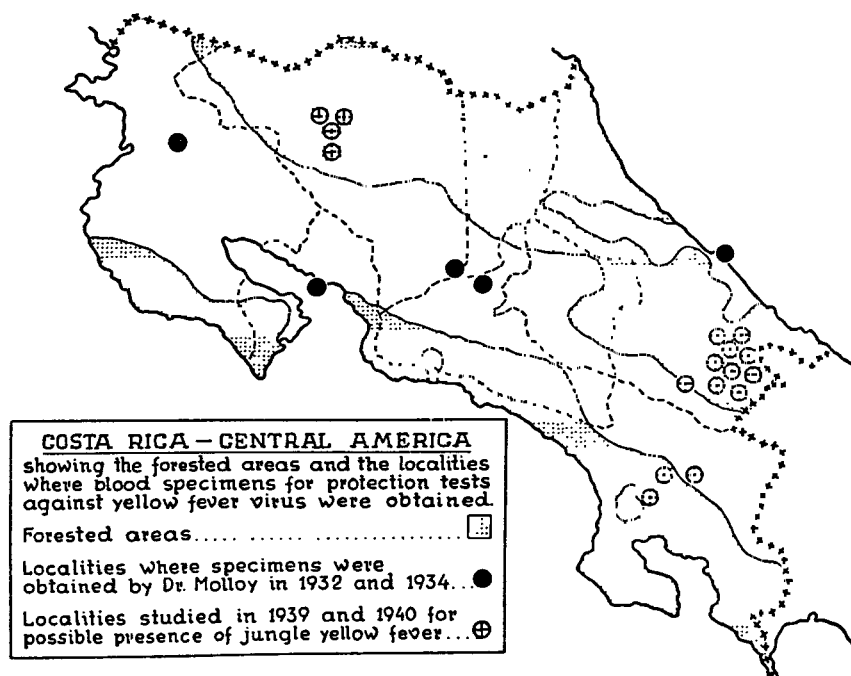 COSTA RICA — CENTRAL AMERICA
showing the forested areas and the localities
where blood specimens for protection tests
against yellow fever virus were obtained.
Forested areas..... ... ........ ..................
Localities where specimens were
obtained by Dr. Molloy in 1932 and 1934...
Localities studied in 1939 and 1940 for
possible presence of jungle yellow fever...